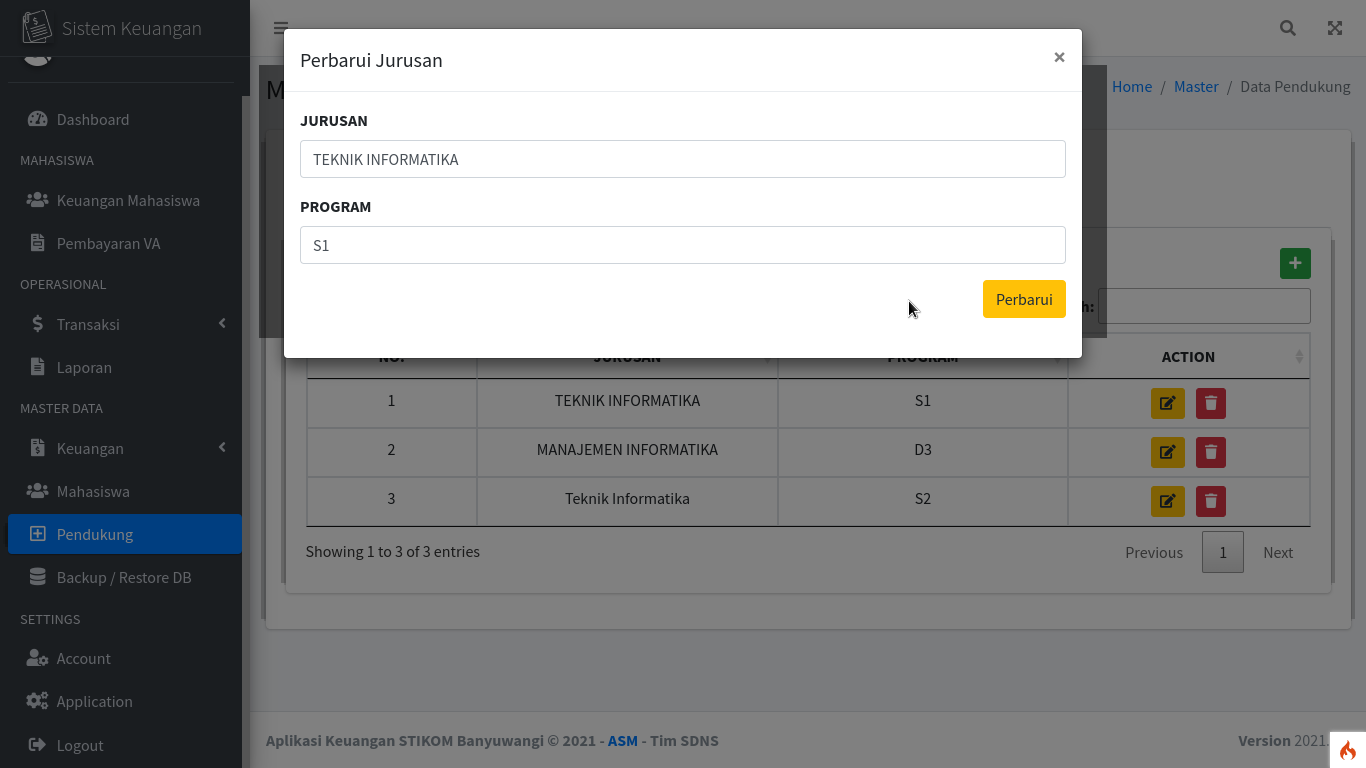 Sistem Keuangan
Dashboard
MAHASISWA
Keuangan Mahasiswa
Pembayaran VA
OPERASIONAL
Transaksi
Laporan
MASTER DATA
Keuangan
Mahasiswa
Pendukung
Backup / Restore DB
SETTINGS
Account
Application
Logout
Home / Master / Data Pendukung
Perbarui Jurusan
×
JURUSAN
TEKNIK INFORMATIKA
PROGRAM
S1
Perbarui
NO. JURUSAN PROGRAM ACTION
1 TEKNIK INFORMATIKA S1
2 MANAJEMEN INFORMATIKA D3
3 Teknik Informatika S2
Showing 1 to 3 of 3 entries
Previous 1 Next
Aplikasi Keuangan STIKOM Banyuwangi © 2021 - ASM - Tim SDNS
Version 2021.